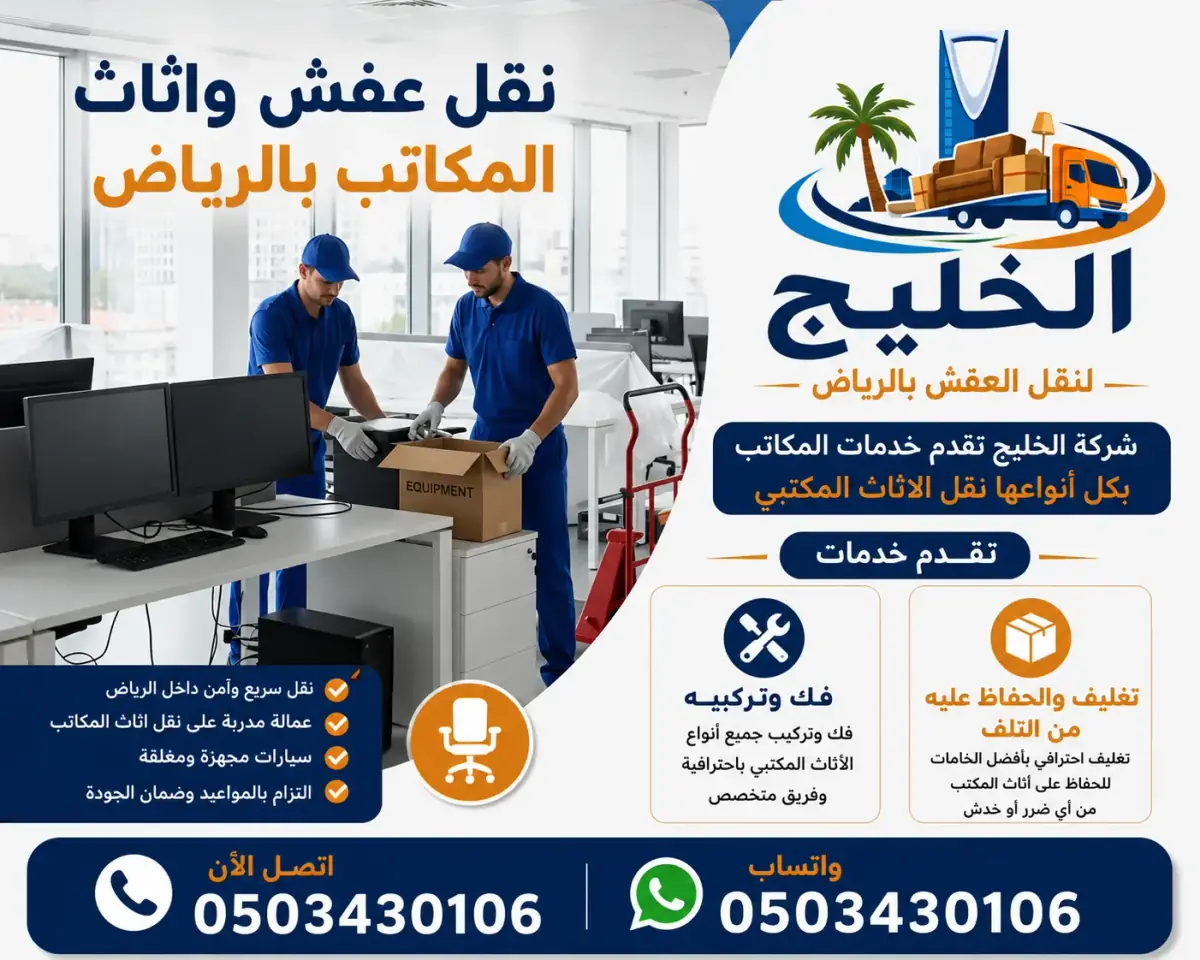 نقل عفش واثاث
المكاتب بالرياض
الخليج
لنقل العقش بالرياض
شركة الخليج تقدم خدمات المكاتب
بكل أنواعها نقل الاثاث المكتبي
تقـدم خدمات
تغليف والحفاظ عليه
من التلف
تغليف احترافي بأفضل الخامات
للحفاظ على أثاث المكتب
من أي ضرر أو خدش
فك وتركبيـه
فك وتركيب جميع أنواع
الأثاث المكتبي باحترافية
وفريق متخصص
EQUIPMENT
نقل سريع وآمن داخل الرياض
عمالة مدربة على نقل اثاث المكاتب
سيارات مجهزة ومغلقة
التزام بالمواعيد وضمان الجودة
واتساب
0503430106
اتصـل الأن
0503430106